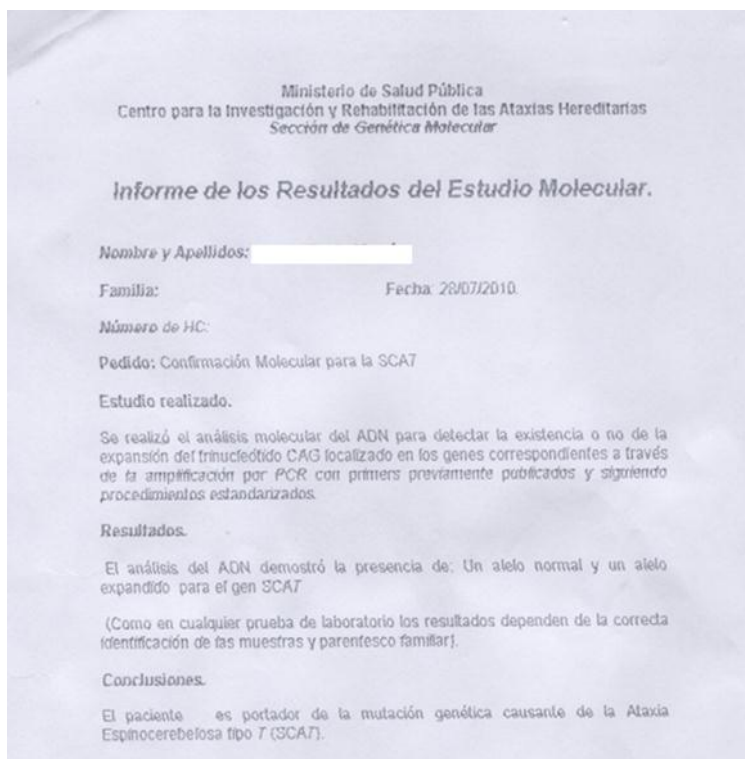 Ministerio de Salud Pública
Centro para la Investigación y Rehabilitación de las Ataxias Hereditarias
Sección de Genética Molecular
Informe de los Resultados del Estudio Molecular.
Nombre y Apellidos:
Familia: Fecha: 28/07/2010.
Número de HC:
Pedido: Confirmación Molecular para la SCA7
Estudio realizado.
Se realizó el análisis molecular del ADN para detectar la existencia o no de la
expansión del trinucleótido CAG localizado en los genes correspondientes a través
de la amplificación por PCR con primers previamente publicados y siguiendo
procedimientos estandarizados.
Resultados.
El análisis del ADN demostró la presencia de: Un alelo normal y un alelo
expandido para el gen SCA7
(Como en cualquier prueba de laboratorio los resultados dependen de la correcta
identificación de las muestras y parentesco familiar).
Conclusiones.
El paciente es portador de la mutación genética causante de la Ataxia
Espinocerebelosa tipo 7 (SCA7).